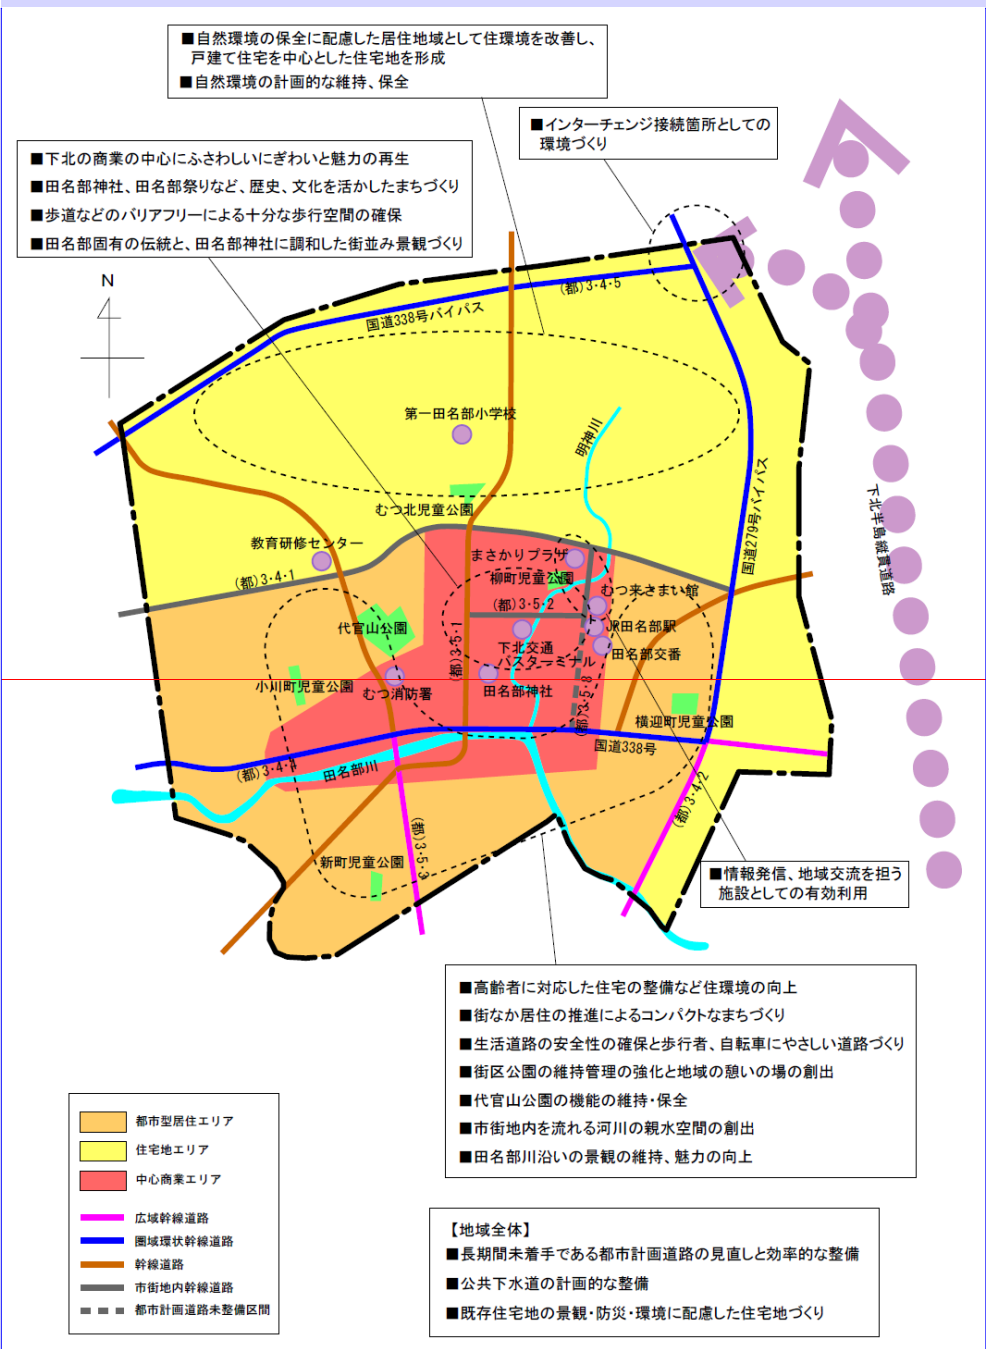 ■自然環境の保全に配慮した居住地域として住環境を改善し、
戸建て住宅を中心とした住宅地を形成
■自然環境の計画的な維持、保全
■インターチェンジ接続箇所としての
環境づくり
■下北の商業の中心にふさわしいにぎわいと魅力の再生
■田名部神社、田名部祭りなど、歴史、文化を活かしたまちづくり
■歩道などのバリアフリーによる十分な歩行空間の確保
■田名部固有の伝統と、田名部神社に調和した街並み景観づくり
N
(都)3・4・5
国道338号バイパス
第一田名部小学校
明神川
国道279号バイパス
下北半島縦貫道路
むつ北児童公園
教育研修センター
まさかりプラザ
(都)3・4・1
柳町児童公園
むつ来さまい館
(都)3・5・2
代官山公園
JR田名部駅
(都)3・5・1
下北交通
バスターミナル
田名部交番
小川町児童公園
むつ消防署
田名部神社
(都)3・5・8
横迎町児童公園
国道338号
(都)3・4・4
田名部川
(都)3・4・2
(都)3・5・3
新町児童公園
■情報発信、地域交流を担う
施設としての有効利用
■高齢者に対応した住宅の整備など住環境の向上
■街なか居住の推進によるコンパクトなまちづくり
■生活道路の安全性の確保と歩行者、自転車にやさしい道路づくり
■街区公園の維持管理の強化と地域の憩いの場の創出
■代官山公園の機能の維持・保全
■市街地内を流れる河川の親水空間の創出
■田名部川沿いの景観の維持、魅力の向上
都市型居住エリア
住宅地エリア
中心商業エリア
広域幹線道路
圏域環状幹線道路
幹線道路
市街地内幹線道路
都市計画道路未整備区間
【地域全体】
■長期間未着手である都市計画道路の見直しと効率的な整備
■公共下水道の計画的な整備
■既存住宅地の景観・防災・環境に配慮した住宅地づくり